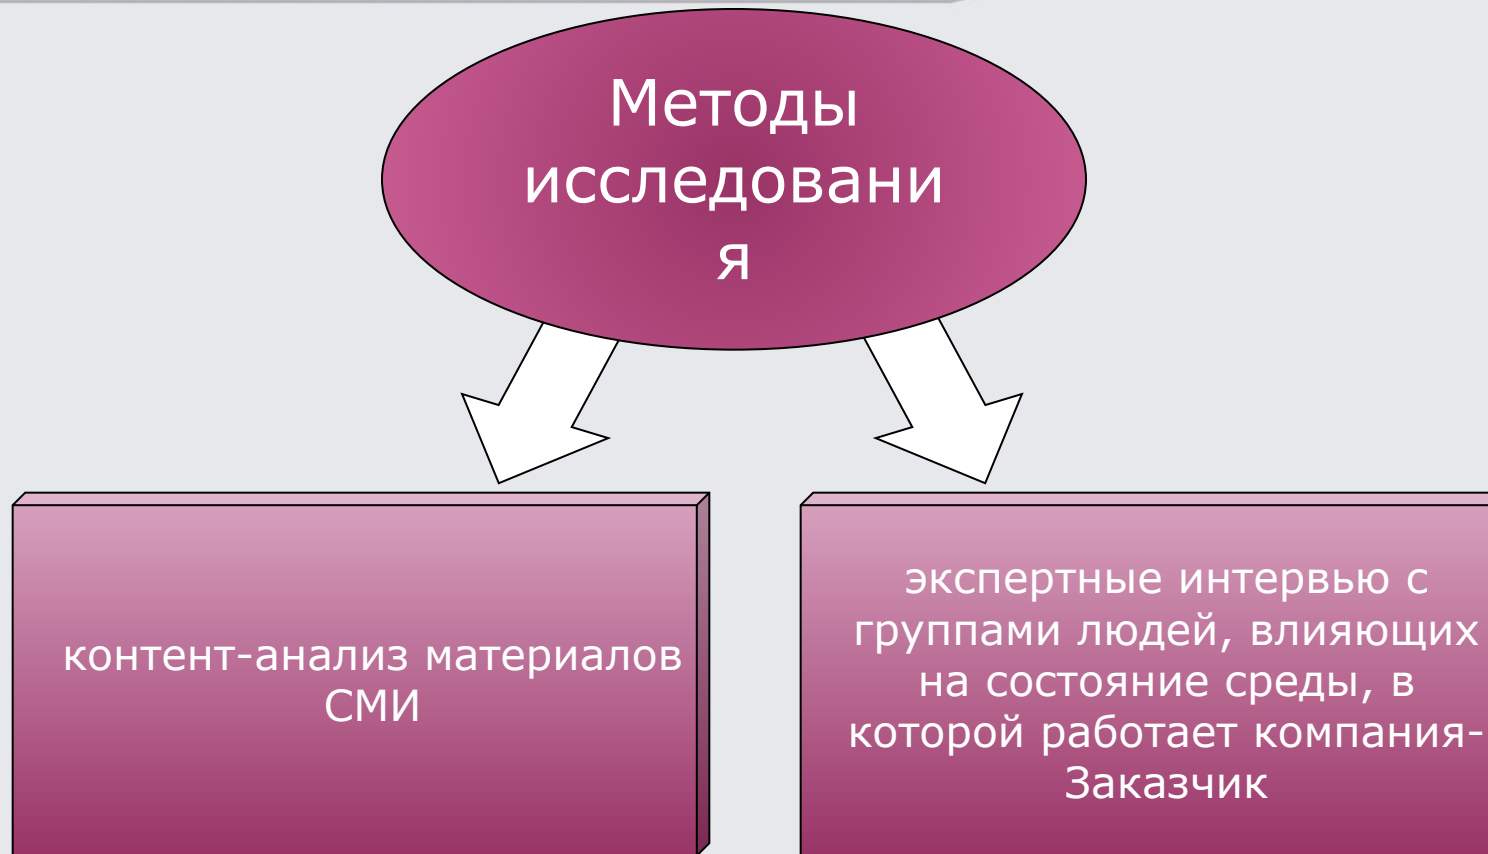 Методы
исследовани
я
контент-анализ материалов
СМИ
экспертные интервью с
группами людей, влияющих
на состояние среды, в
которой работает компания-
Заказчик